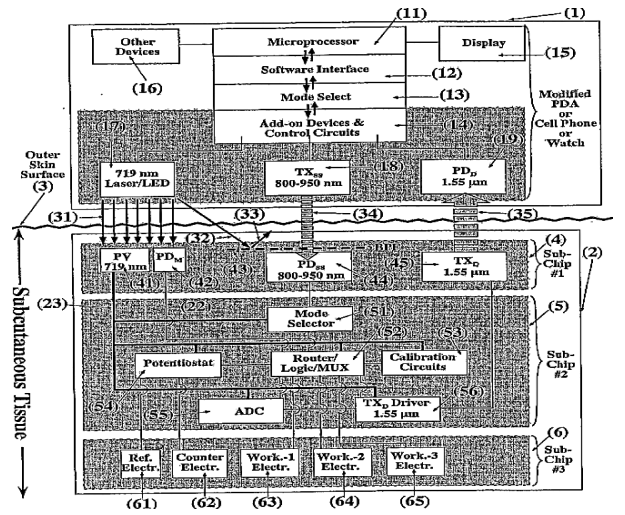 (11)
(1)
Other
Devices
Microprocessor
Display
(16)
(15)
Software Interface
(12)
Mode Select
(13)
Modified
PDA
or
Cell Phone
or
Watch
Add-on Devices &
Control Circuits
(14)
(17)
(19)
(18)
719 nm
Laser/LED
TXSS
800-950 nm
PDD
1.55 µm
Outer
Skin
Surface
(3)
(31)
(33)
(34)
(35)
(32)
(4)
(2)
PV
719 nm
PDM
(43)
PDSS
800-950 nm
(45)
TXD
1.55 µm
Sub-
Chip
#1
(41)
(42)
(44)
(23)
(22)
(51)
(5)
Mode
Selector
(52)
(53)
Potentiostat
Router/
Logic/MUX
Calibration
Circuits
Sub-
Chip
#2
(54)
(55)
ADC
TXD Driver
1.55 µm
(56)
(6)
Ref.
Electr.
Counter
Electr.
Work.-1
Electr.
Work.-2
Electr.
Work.-3
Electr.
Sub-
Chip
#3
(61)
(62)
(63)
(64)
(65)
Subcutaneous Tissue